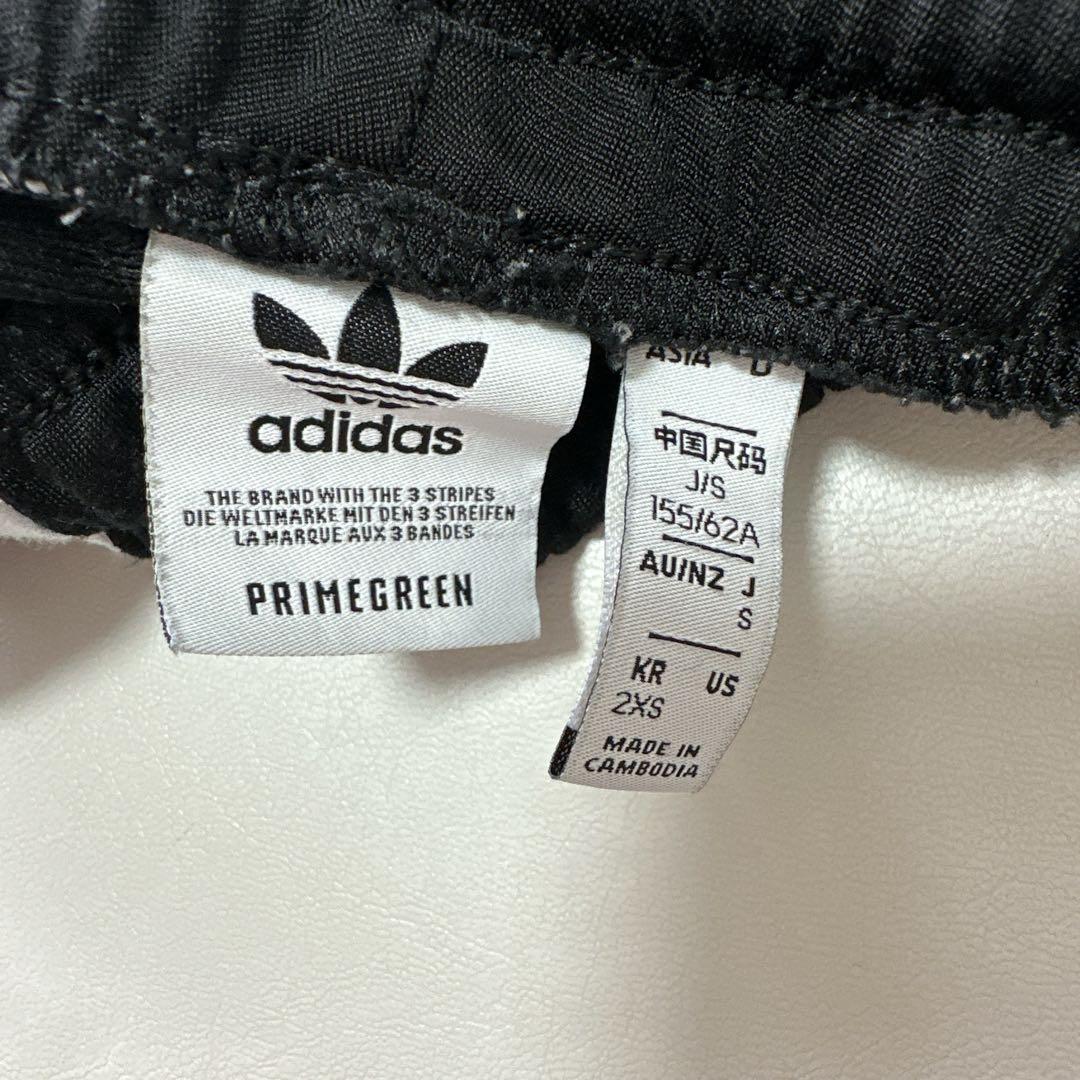 adidas
THE BRAND WITH THE 3 STRIPES
DIE WELTMARKE MIT DEN 3 STREIFEN
LA MARQUE AUX 3 BANDES
PRIMEGREEN
ASIA
中国尺码
J/S
155/62A
AU/NZ J
S
KR US
2XS
MADE IN
CAMBODIA